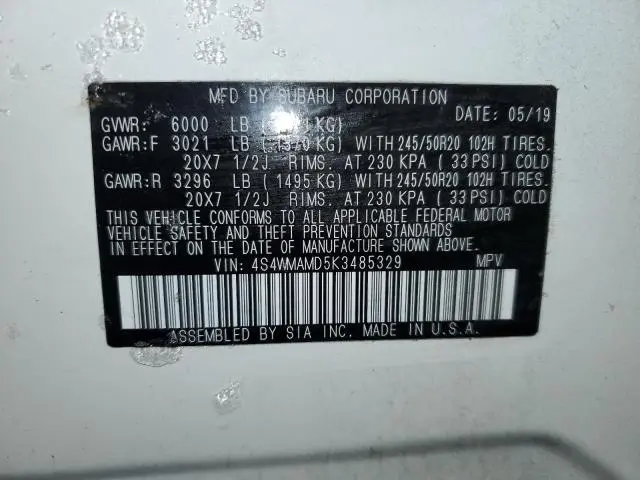 MFD BY SUBARU CORPORATION
DATE: 05/19
GVWR: 6000 LB ( KG)
GAWR:F 3021 LB ( 1370 KG) WITH 245/50R20 102H TIRES.
20X7 1/2J RIMS. AT 230 KPA ( 33 PSI) COLD
GAWR:R 3296 LB ( 1495 KG) WITH 245/50R20 102H TIRES.
20X7 1/2J RIMS. AT 230 KPA ( 33 PSI) COLD
THIS VEHICLE CONFORMS TO ALL APPLICABLE FEDERAL MOTOR
VEHICLE SAFETY AND THEFT PREVENTION STANDARDS
IN EFFECT ON THE DATE OF MANUFACTURE SHOWN ABOVE.
VIN: 4S4WMAMD5K3485329 MPV
ASSEMBLED BY SIA INC. MADE IN U.S.A.